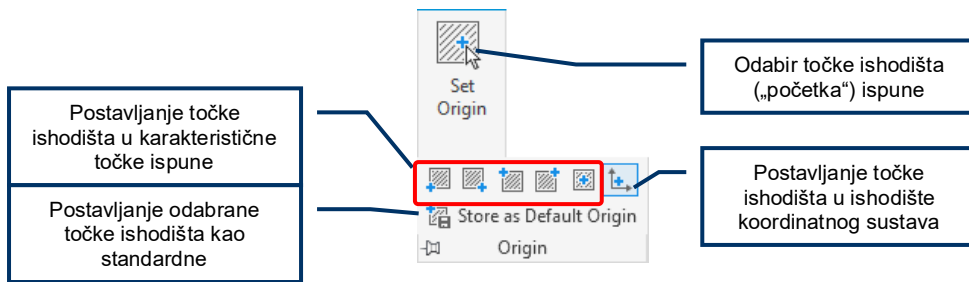 Set
Origin
Odabir točke ishodišta
(„početka“) ispune
Postavljanje točke
ishodišta u karakteristične
točke ispune
Postavljanje točke
ishodišta u ishodište
koordinatnog sustava
Postavljanje odabrane
točke ishodišta kao
standardne
Store as Default Origin
Origin